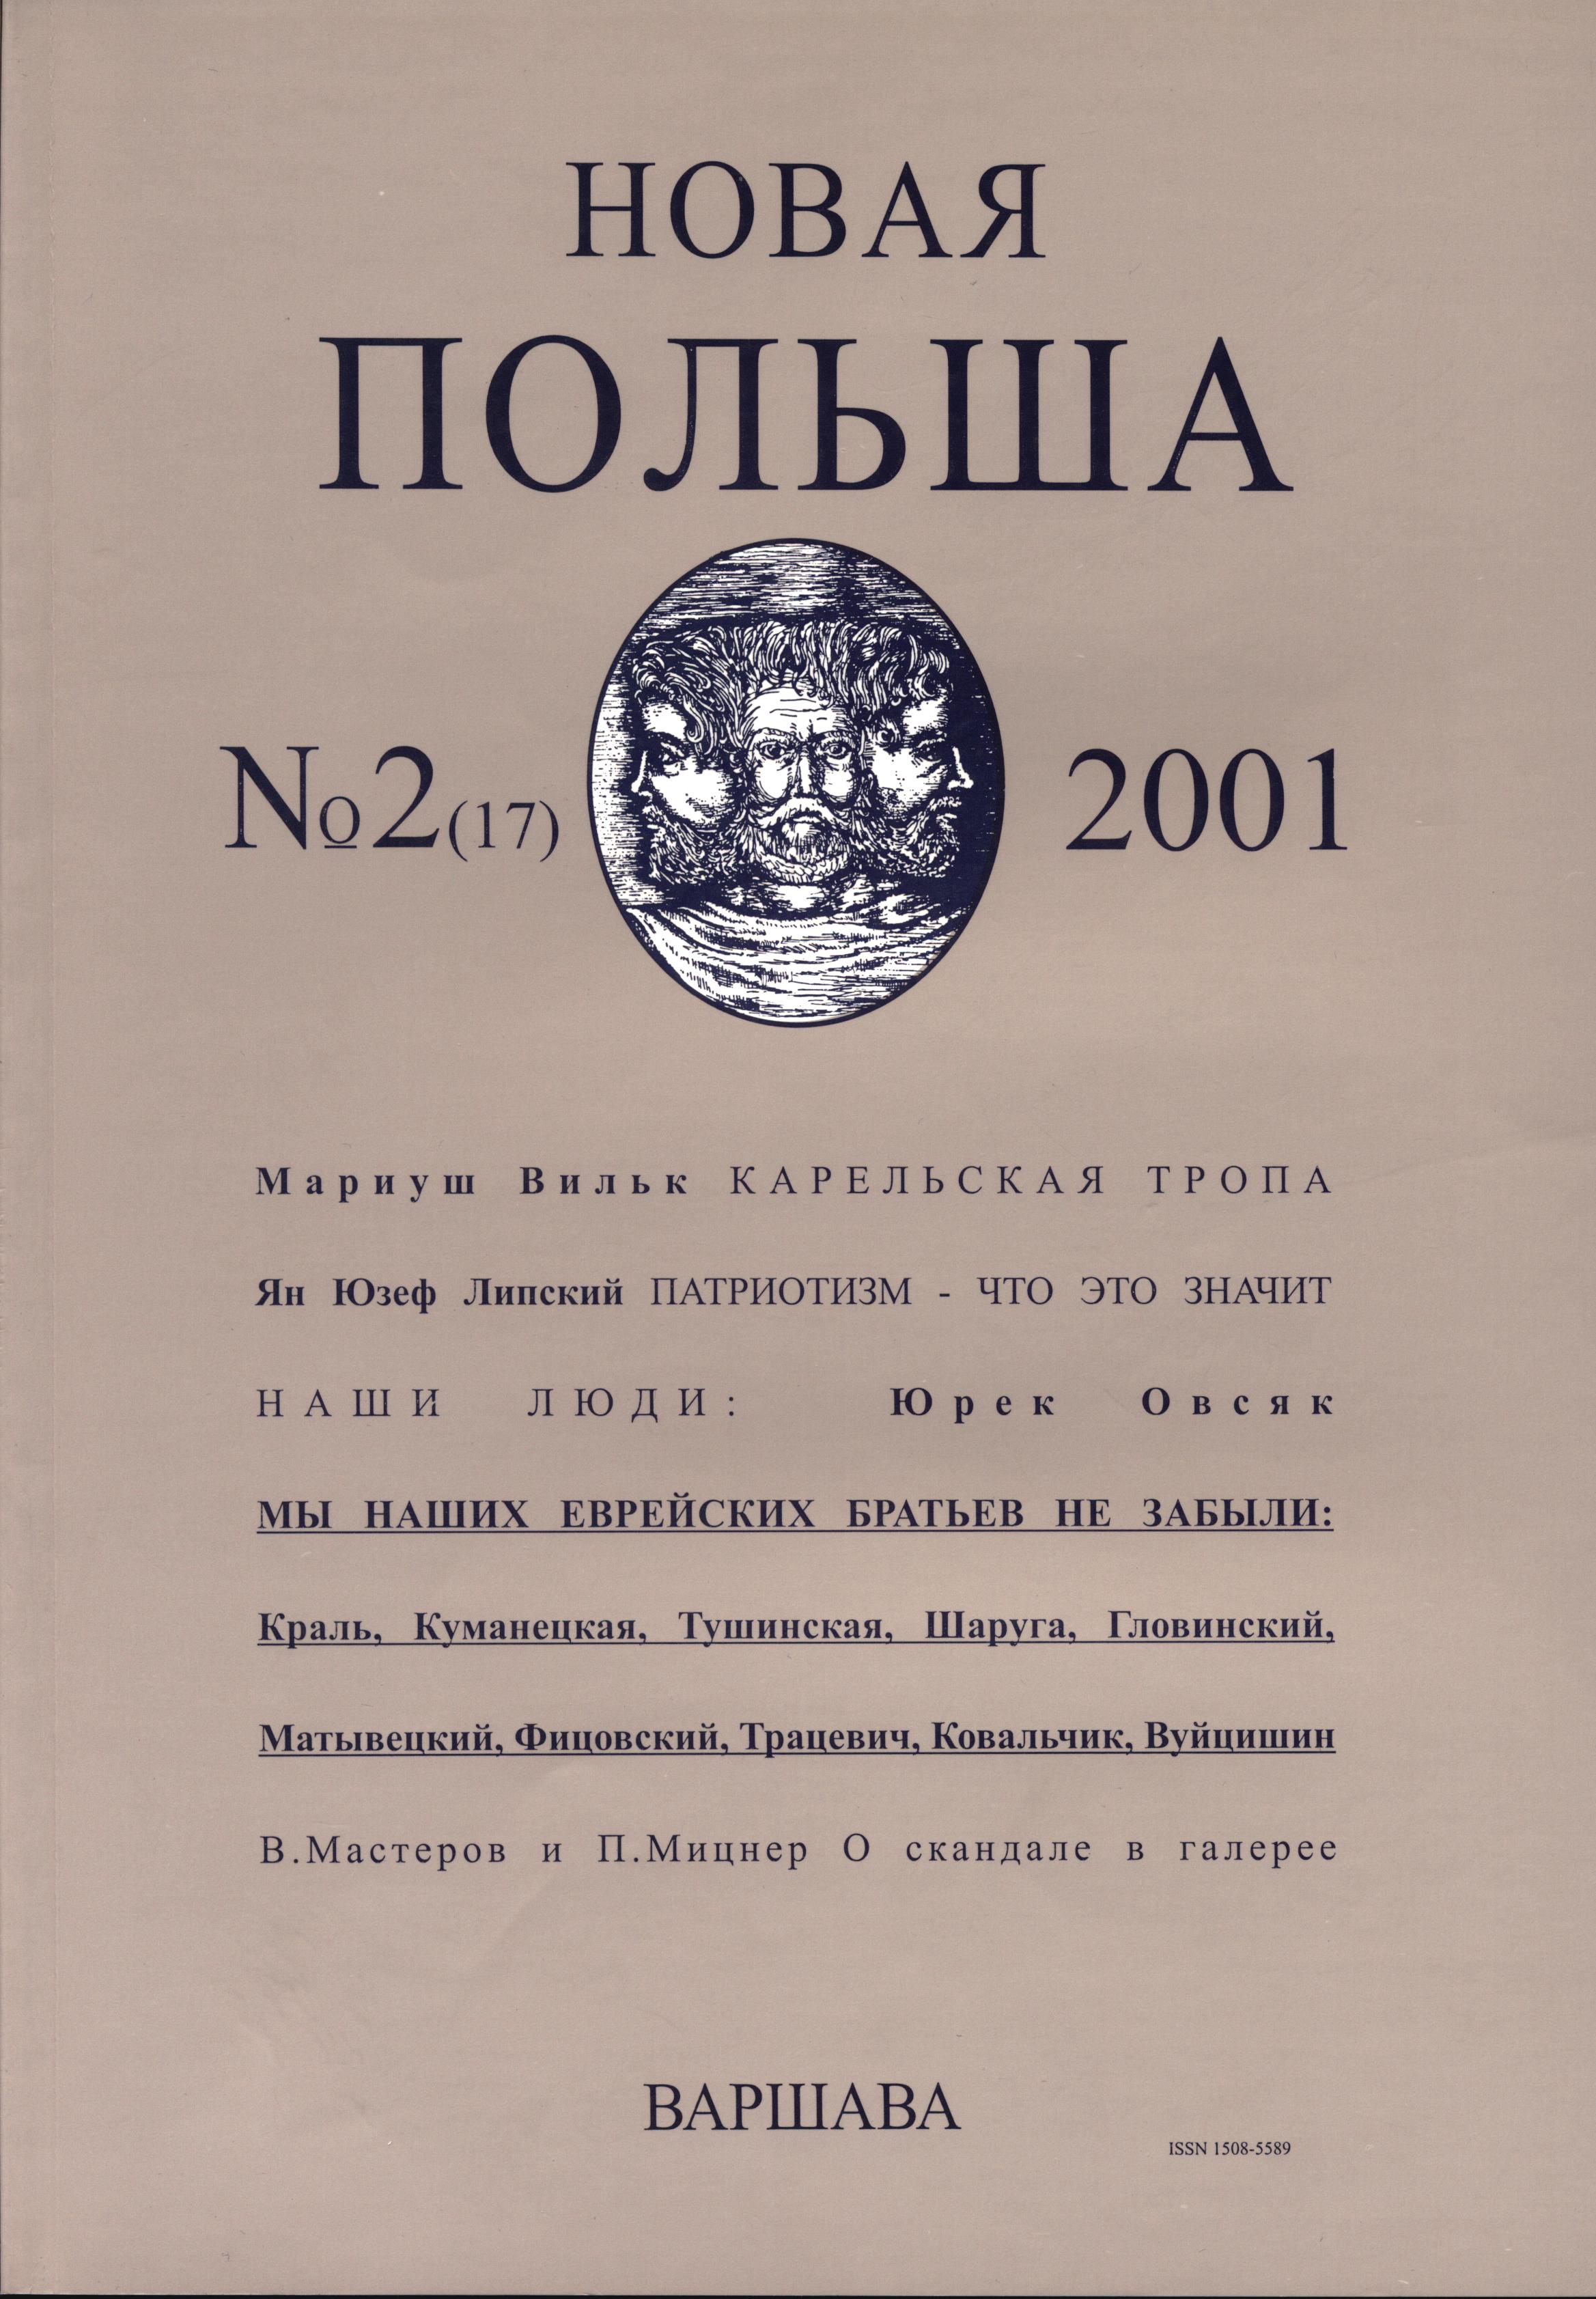 НОВАЯ
ПОЛЬША
№2(17) 2001
Мариуш Вильк КАРЕЛЬСКАЯ ТРОПА
Ян Юзеф Липский ПАТРИОТИЗМ - ЧТО ЭТО ЗНАЧИТ
НАШИ ЛЮДИ: Юрек Овсяк
МЫ НАШИХ ЕВРЕЙСКИХ БРАТЬЕВ НЕ ЗАБЫЛИ:
Краль, Куманецкая, Тушинская, Шаруга, Гловинский,
Матывецкий, Фицовский, Трацевич, Ковальчик, Вуйцишин
В.Мастеров и П.Мицнер О скандале в галерее
ВАРШАВА
ISSN 1508-5589